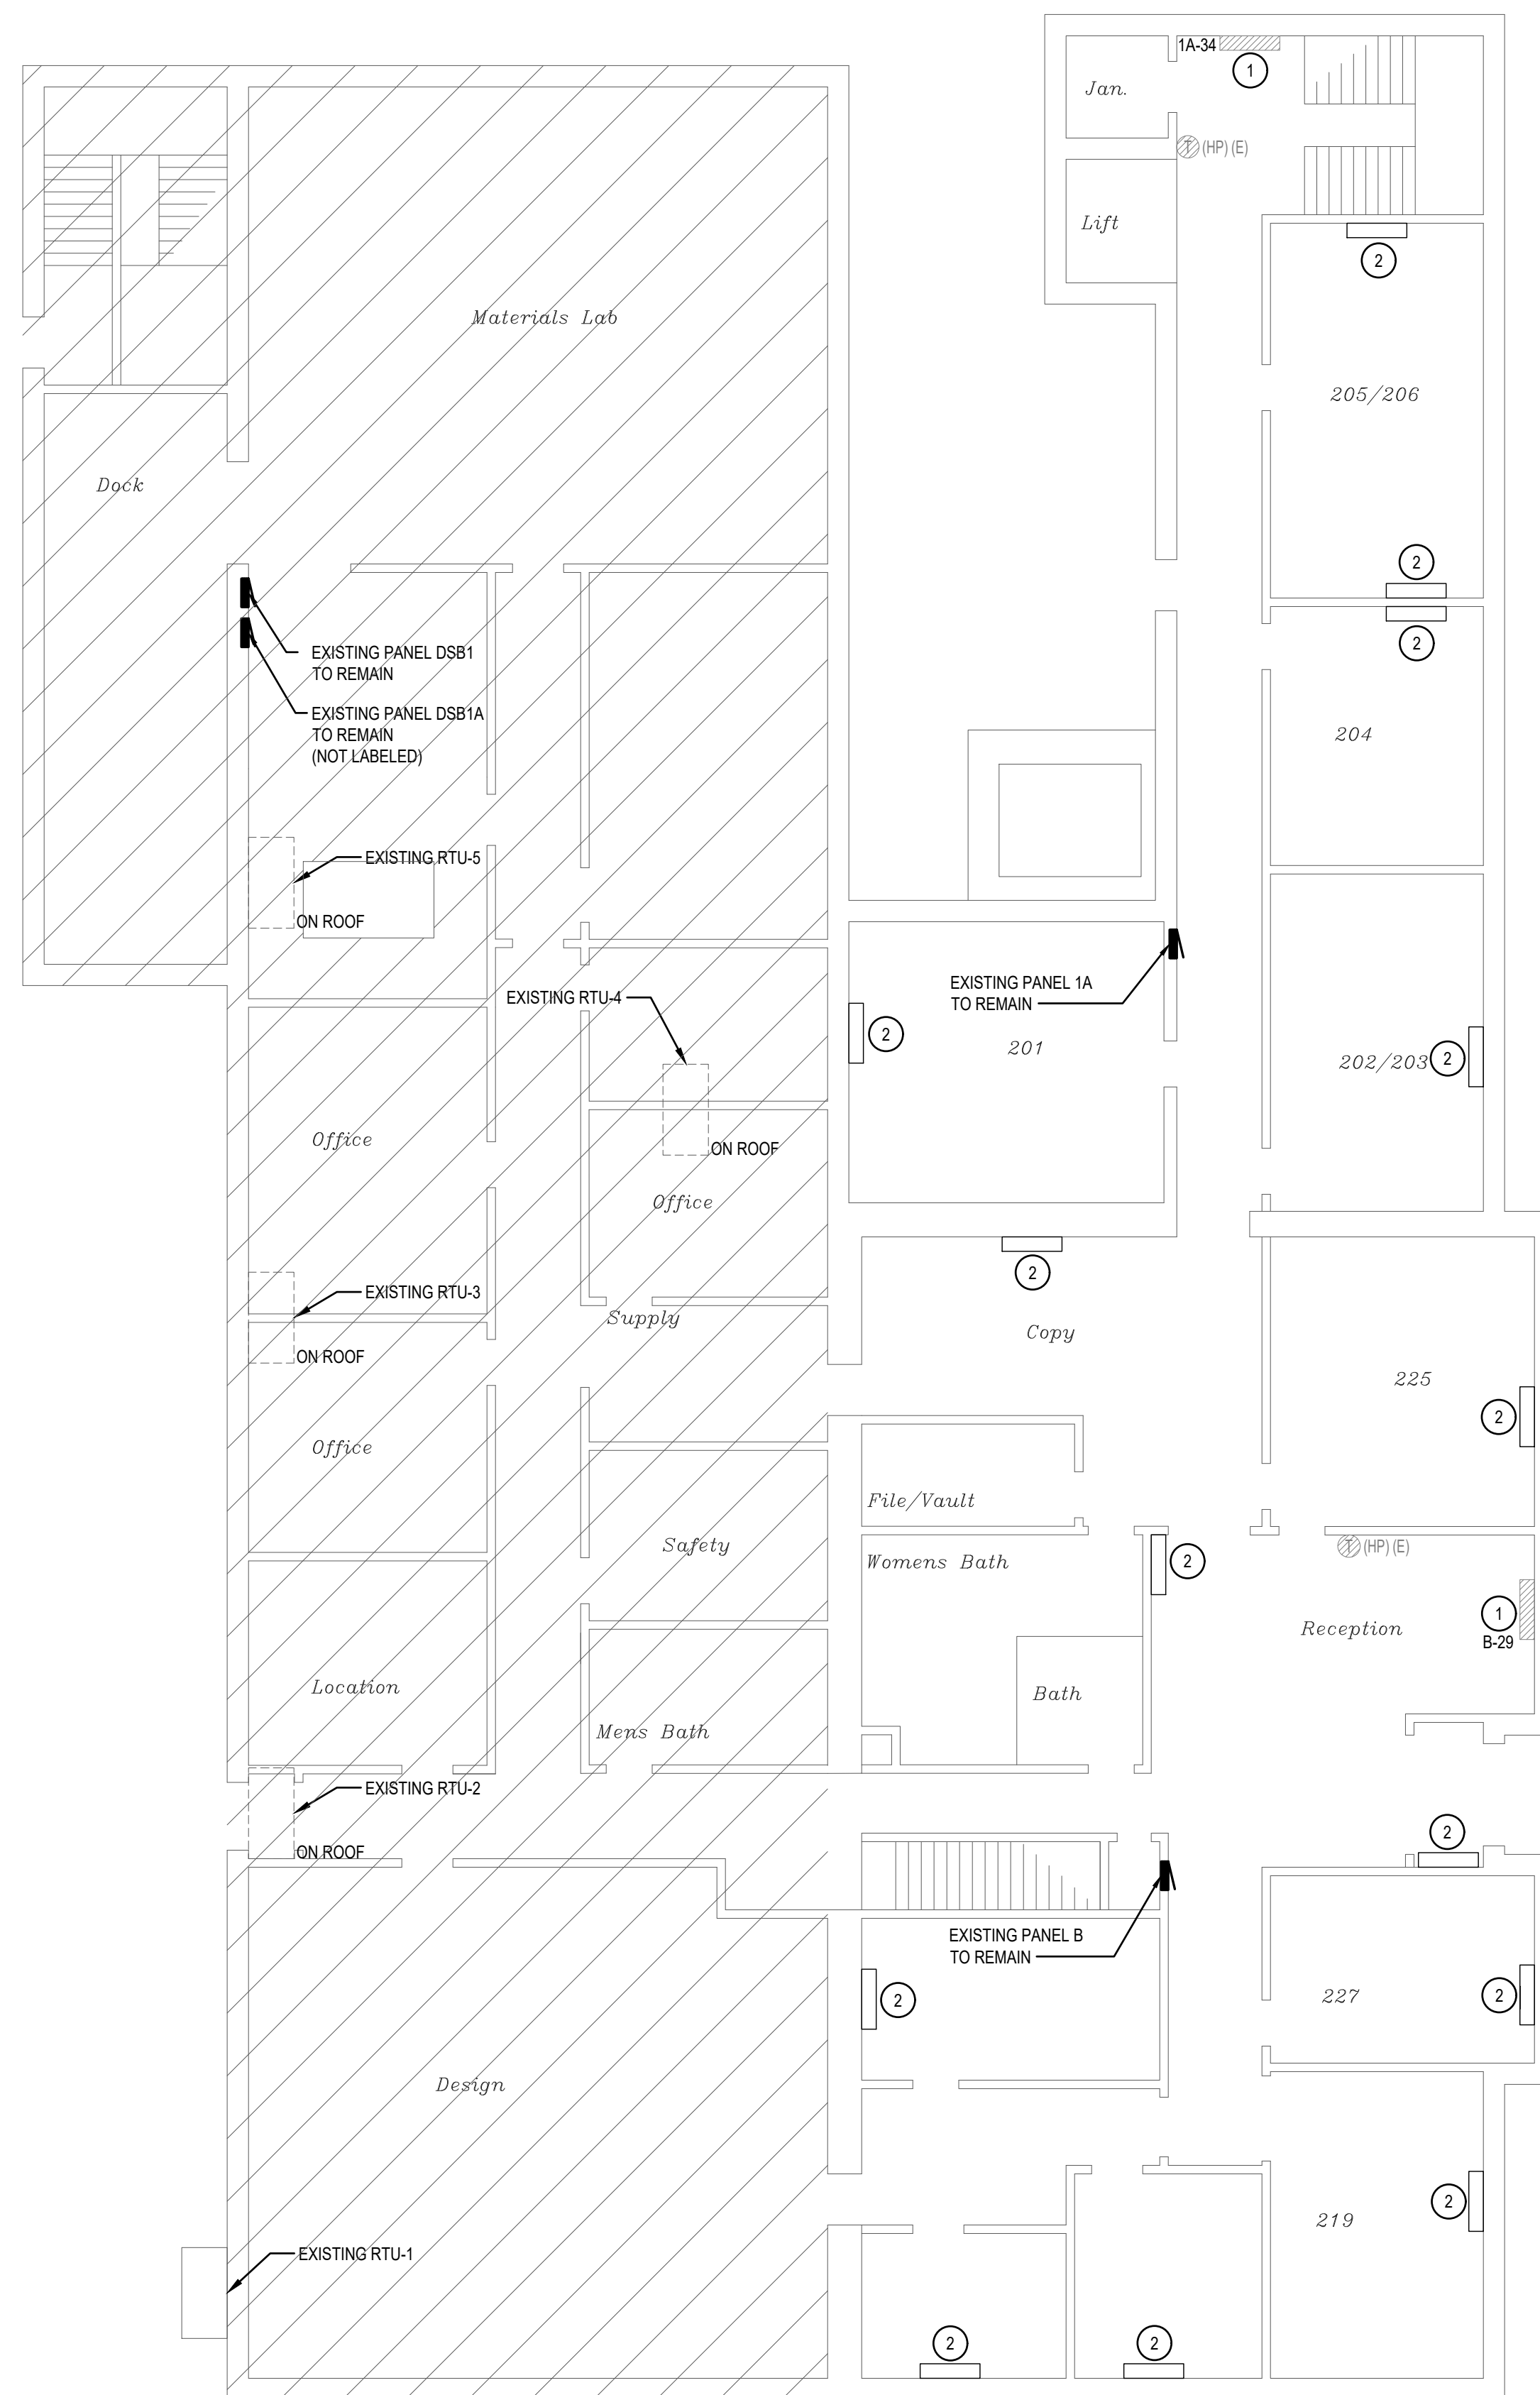 1A-34
1
Jan.
T (HP) (E)
Lift
2
Materials Lab
205/206
Dock
2
2
EXISTING PANEL DSB1
TO REMAIN
EXISTING PANEL DSB1A
TO REMAIN
(NOT LABELED)
204
EXISTING RTU-5
ON ROOF
EXISTING PANEL 1A
TO REMAIN
EXISTING RTU-4
2
201
202/203
2
Office
ON ROOF
Office
2
EXISTING RTU-3
Supply
Copy
ON ROOF
225
2
Office
File/Vault
Safety
Womens Bath
2
T (HP) (E)
1
B-29
Reception
Location
Bath
Mens Bath
EXISTING RTU-2
ON ROOF
2
EXISTING PANEL B
TO REMAIN
2
227
2
Design
219
2
EXISTING RTU-1
2
2